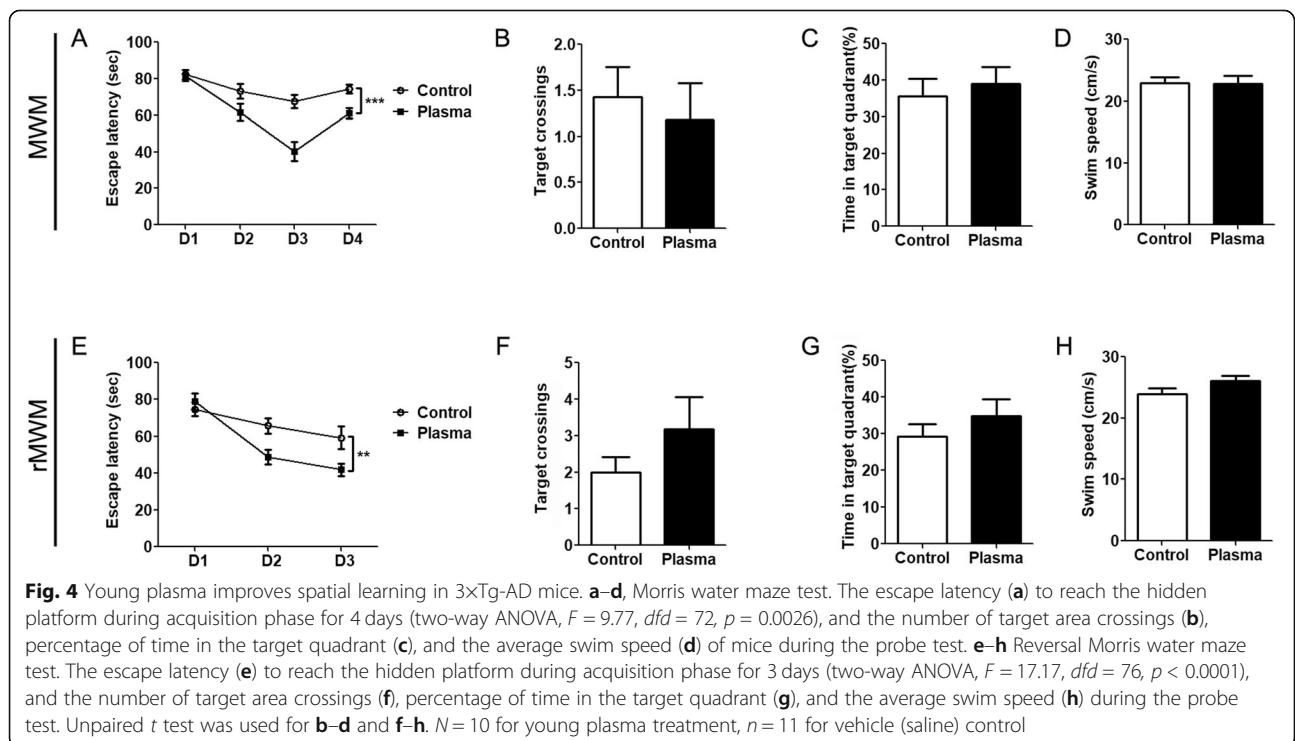 MWM
A
Escape latency (sec)
100
80
60
40
20
0
D1 D2 D3 D4
Control
Plasma
***
B
Target crossings
2.0
1.5
1.0
0.5
0.0
Control Plasma
C
Time in target quadrant(%)
50
40
30
20
10
0
Control Plasma
D
Swim speed (cm/s)
30
20
10
0
Control Plasma
rMWM
E
Escape latency (sec)
100
80
60
40
20
0
D1 D2 D3
Control
Plasma
**
F
Target crossings
5
4
3
2
1
0
Control Plasma
G
Time in target quadrant(%)
50
40
30
20
10
0
Control Plasma
H
Swim speed (cm/s)
30
20
10
0
Control Plasma
Fig. 4 Young plasma improves spatial learning in 3×Tg-AD mice. a–d, Morris water maze test. The escape latency (a) to reach the hidden
platform during acquisition phase for 4 days (two-way ANOVA, F = 9.77, dfd = 72, p = 0.0026), and the number of target area crossings (b),
percentage of time in the target quadrant (c), and the average swim speed (d) of mice during the probe test. e–h Reversal Morris water maze
test. The escape latency (e) to reach the hidden platform during acquisition phase for 3 days (two-way ANOVA, F = 17.17, dfd = 76, p < 0.0001),
and the number of target area crossings (f), percentage of time in the target quadrant (g), and the average swim speed (h) during the probe
test. Unpaired t test was used for b–d and f–h. N = 10 for young plasma treatment, n = 11 for vehicle (saline) control